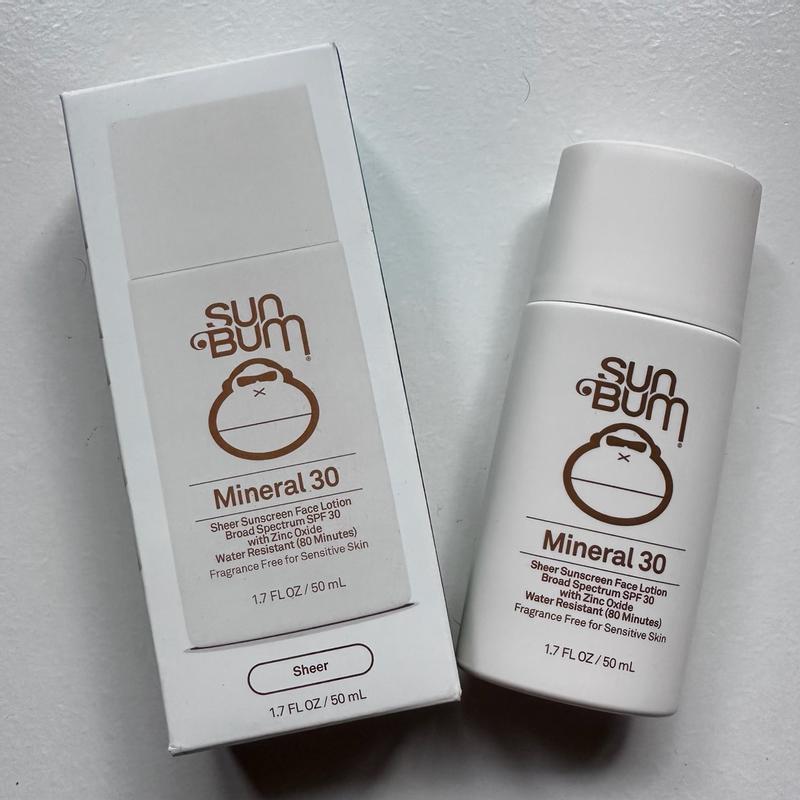 SUN
BUM®
Mineral 30
Sheer Sunscreen Face Lotion
Broad Spectrum SPF 30
with Zinc Oxide
Water Resistant (80 Minutes)
Fragrance Free for Sensitive Skin
1.7 FL OZ / 50 mL
Sheer
1.7 FL OZ / 50 mL
SUN
BUM®
Mineral 30
Sheer Sunscreen Face Lotion
Broad Spectrum SPF 30
with Zinc Oxide
Water Resistant (80 Minutes)
Fragrance Free for Sensitive Skin
1.7 FL OZ / 50 mL